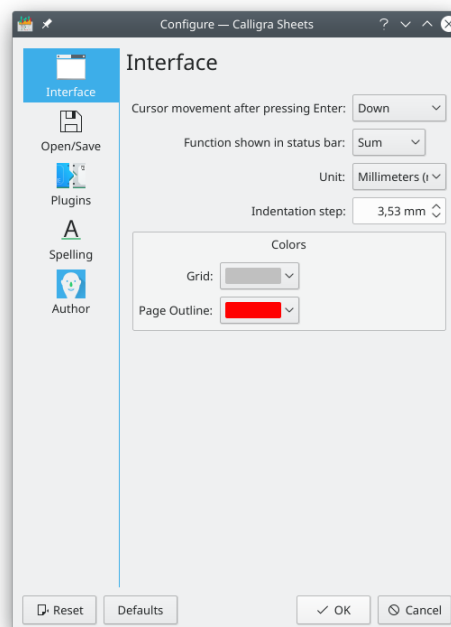 Configure — Calligra Sheets
Interface
Open/Save
Plugins
Spelling
Author
Interface
Cursor movement after pressing Enter: Down
Function shown in status bar: Sum
Unit: Millimeters
Indentation step: 3,53 mm
Colors
Grid:
Page Outline:
Reset Defaults OK Cancel